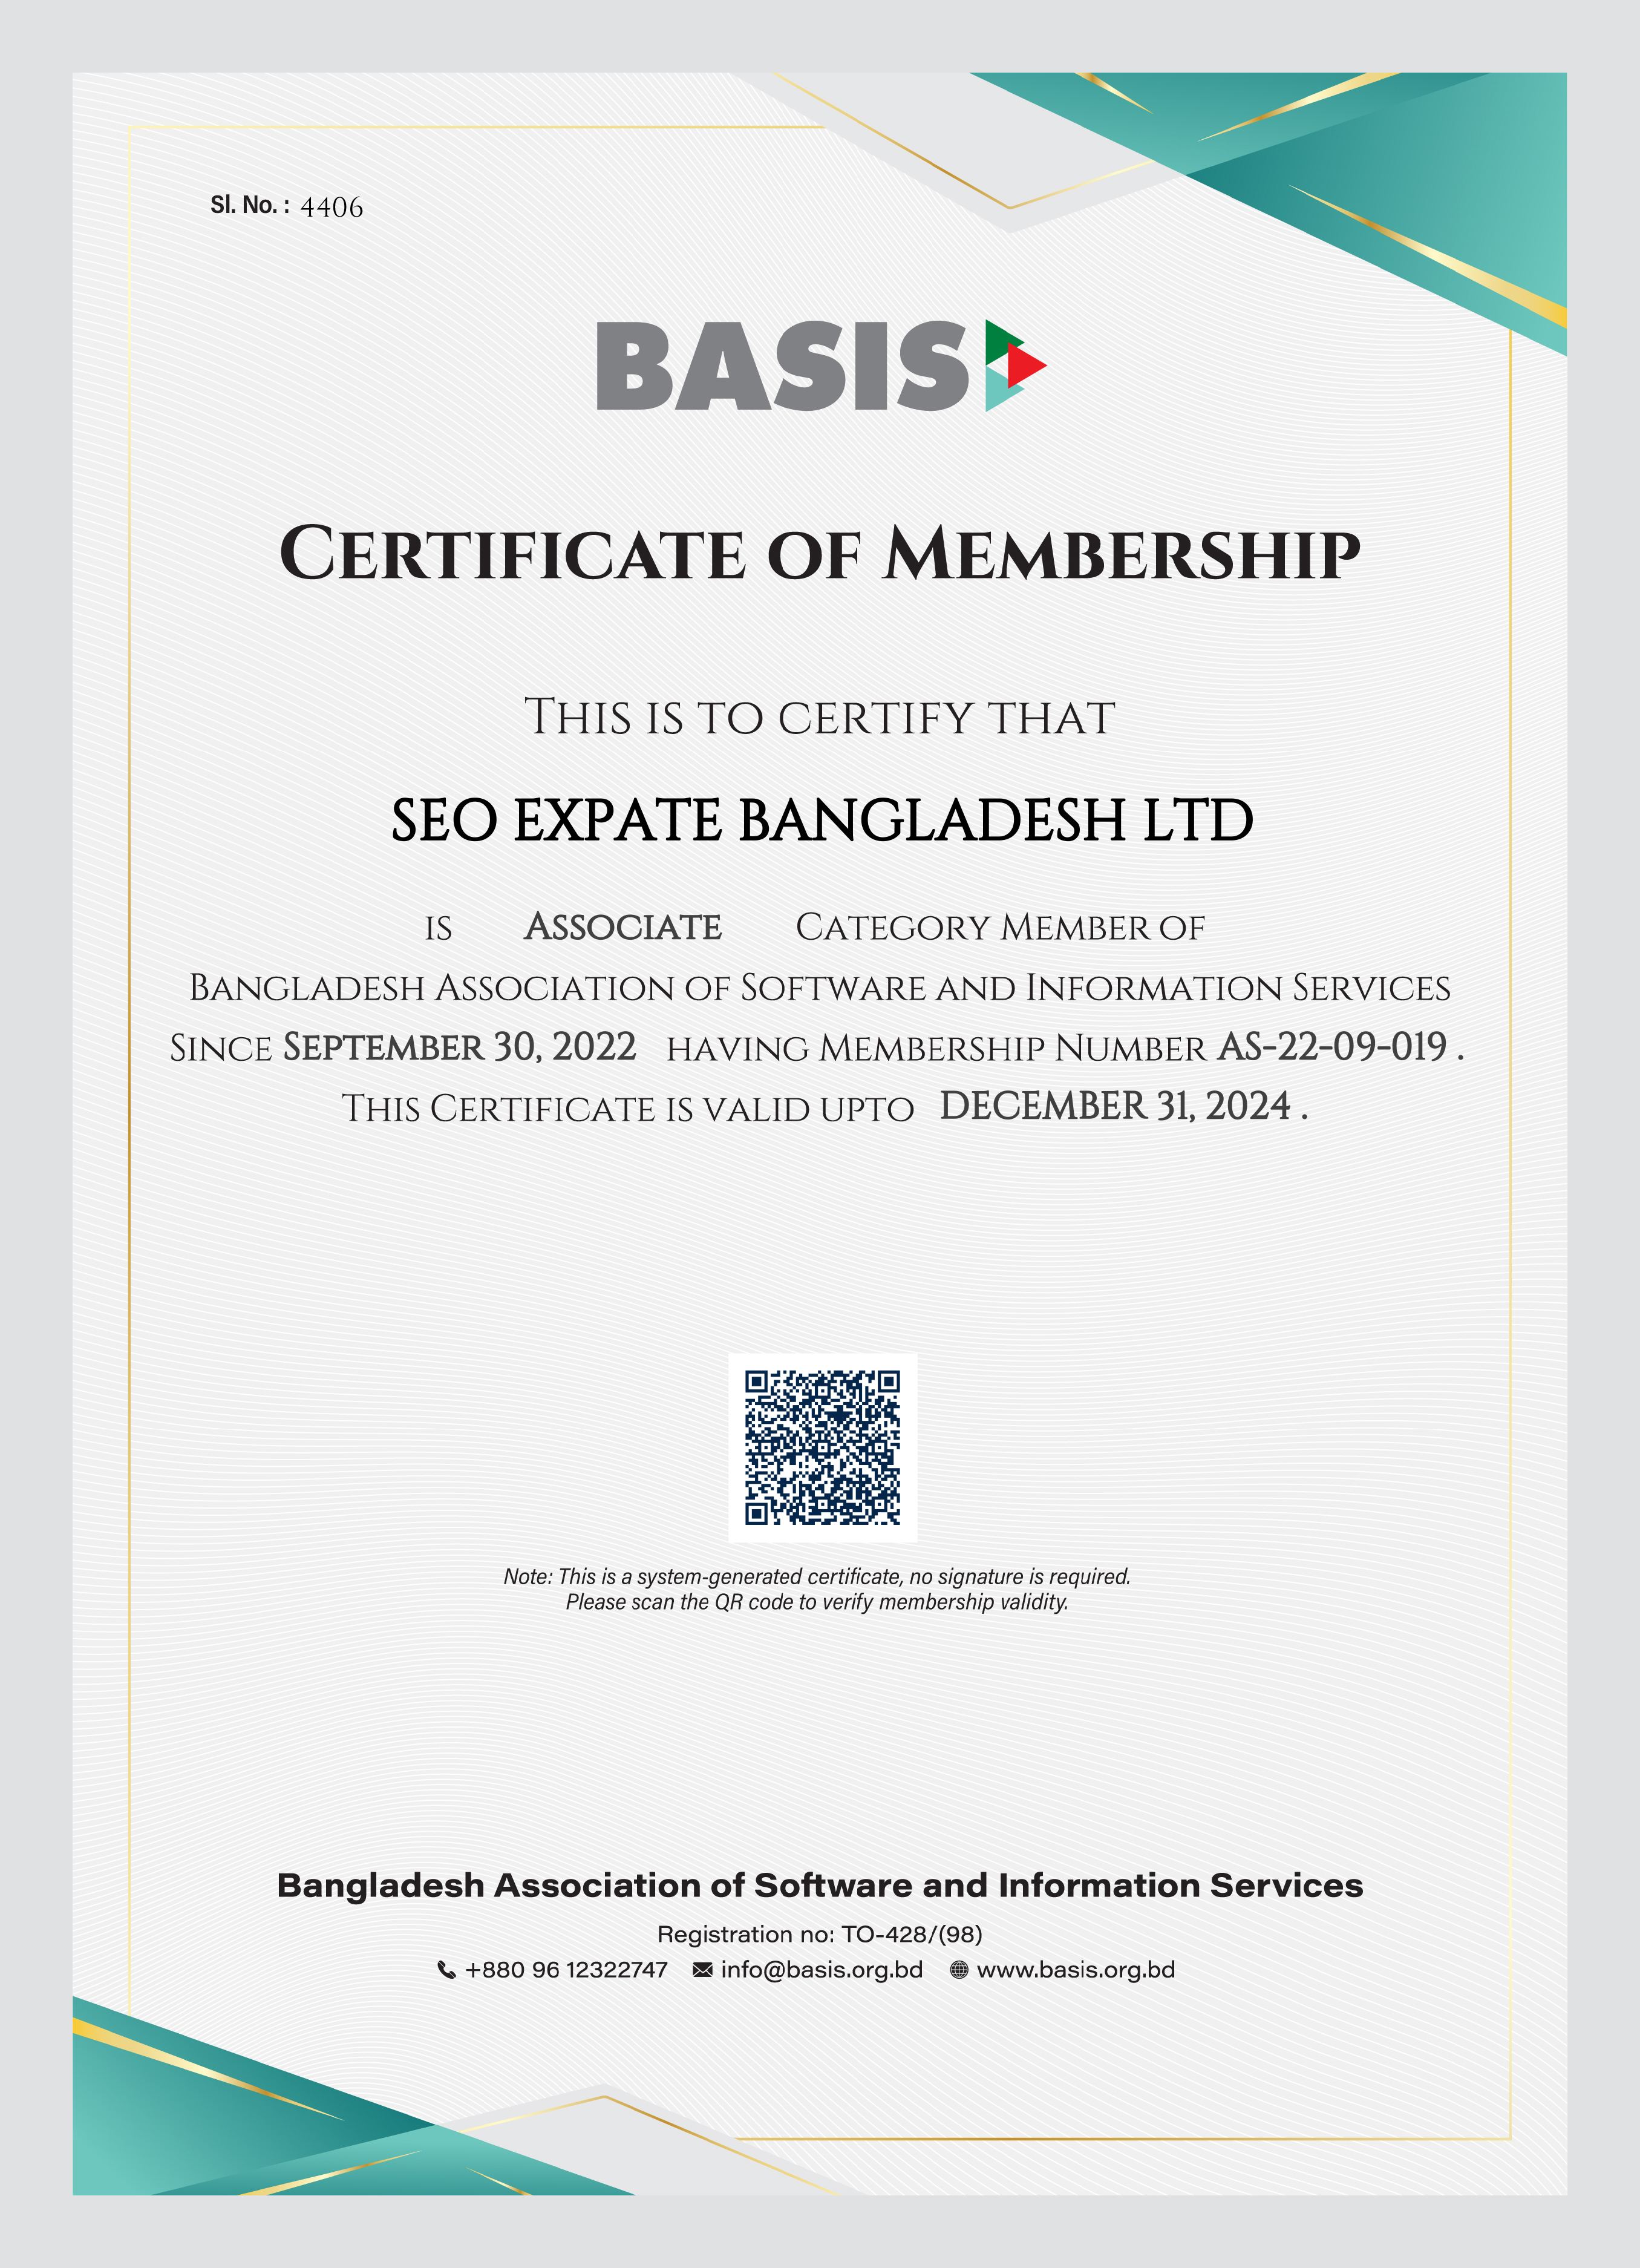 Sl. No. : 4406
BASIS
Certificate of Membership
This is to certify that
SEO EXPATE BANGLADESH LTD
is Associate Category Member of
Bangladesh Association of Software and Information Services
Since September 30, 2022 having Membership Number AS-22-09-019 .
This Certificate is valid upto December 31, 2024 .
Note: This is a system-generated certificate, no signature is required.
Please scan the QR code to verify membership validity.
Bangladesh Association of Software and Information Services
Registration no: TO-428/(98)
+880 96 12322747 info@basis.org.bd www.basis.org.bd